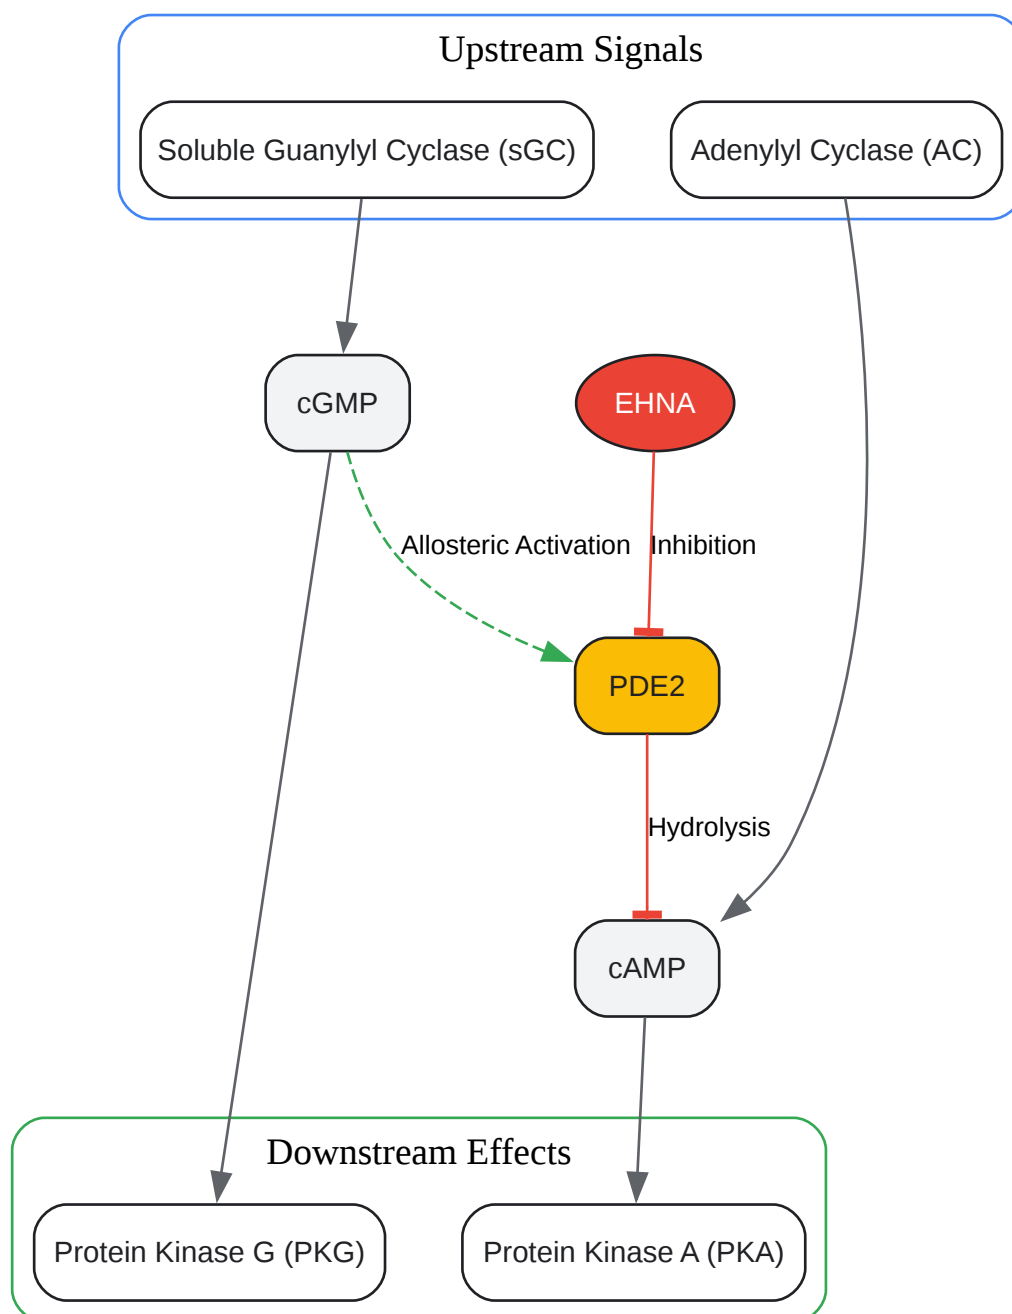 Upstream Signals
Soluble Guanylyl Cyclase (sGC)
Adenylyl Cyclase (AC)
cGMP
EHNA
Allosteric Activation
Inhibition
PDE2
Hydrolysis
cAMP
Downstream Effects
Protein Kinase G (PKG)
Protein Kinase A (PKA)